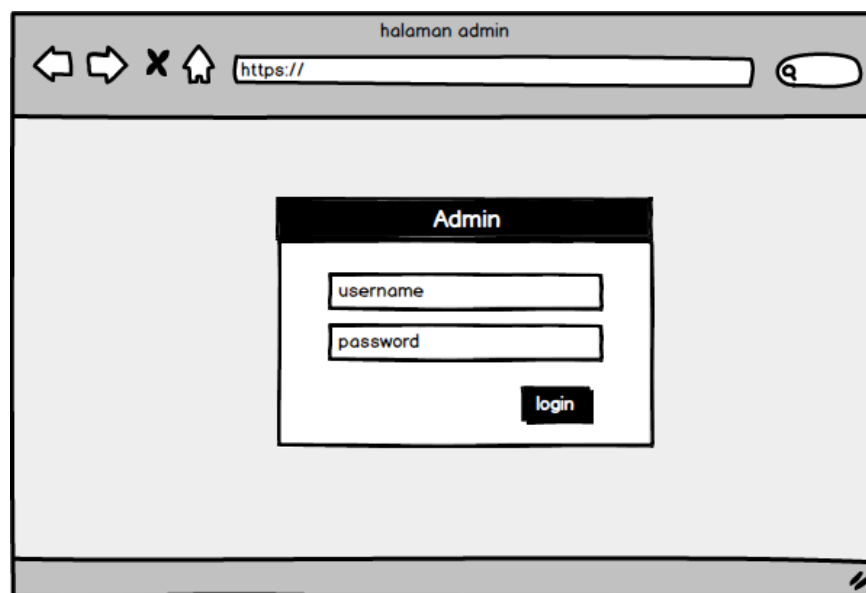 halaman admin
https://
Admin
username
password
login